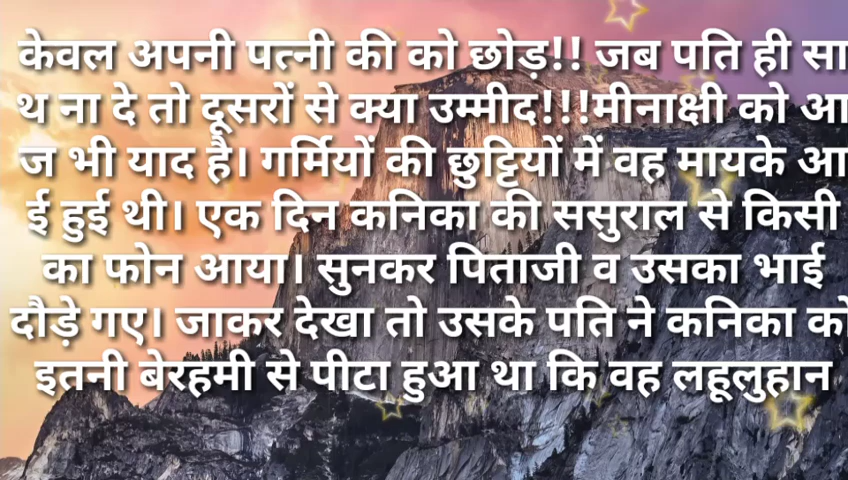 केवल अपनी पत्नी की को छोड़!! जब पति ही सा
थ ना दे तो दूसरों से क्या उम्मीद!!!मीनाक्षी को आ
ज भी याद है। गर्मियों की छुट्टियों में वह मायके आ
ई हुई थी। एक दिन कनिका की ससुराल से किसी
का फोन आया। सुनकर पिताजी व उसका भाई
दौड़े गए। जाकर देखा तो उसके पति ने कनिका को
इतनी बेरहमी से पीटा हुआ था कि वह लहूलुहान